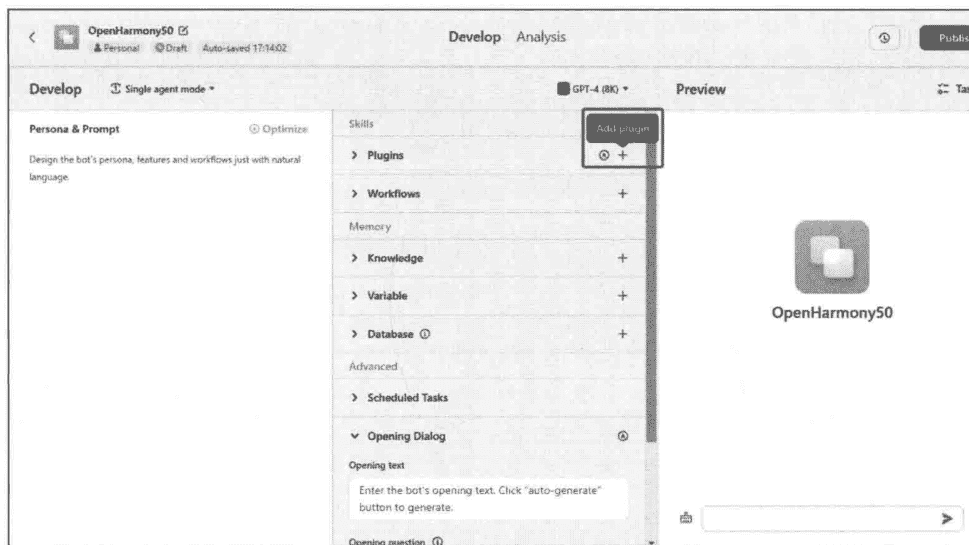 OpenHarmony50
Personal Draft Auto-saved 17:14:02
Develop Analysis
Develop Single agent mode
GPT-4 (8K)
Preview
Persona & Prompt Optimize
Design the bot's persona, features and workflows just with natural
language.
Skills
Add plugin
Plugins
Workflows
Memory
Knowledge
Variable
Database
Advanced
Scheduled Tasks
Opening Dialog
Opening text
Enter the bot's opening text. Click "auto-generate"
button to generate.
Opening question
OpenHarmony50